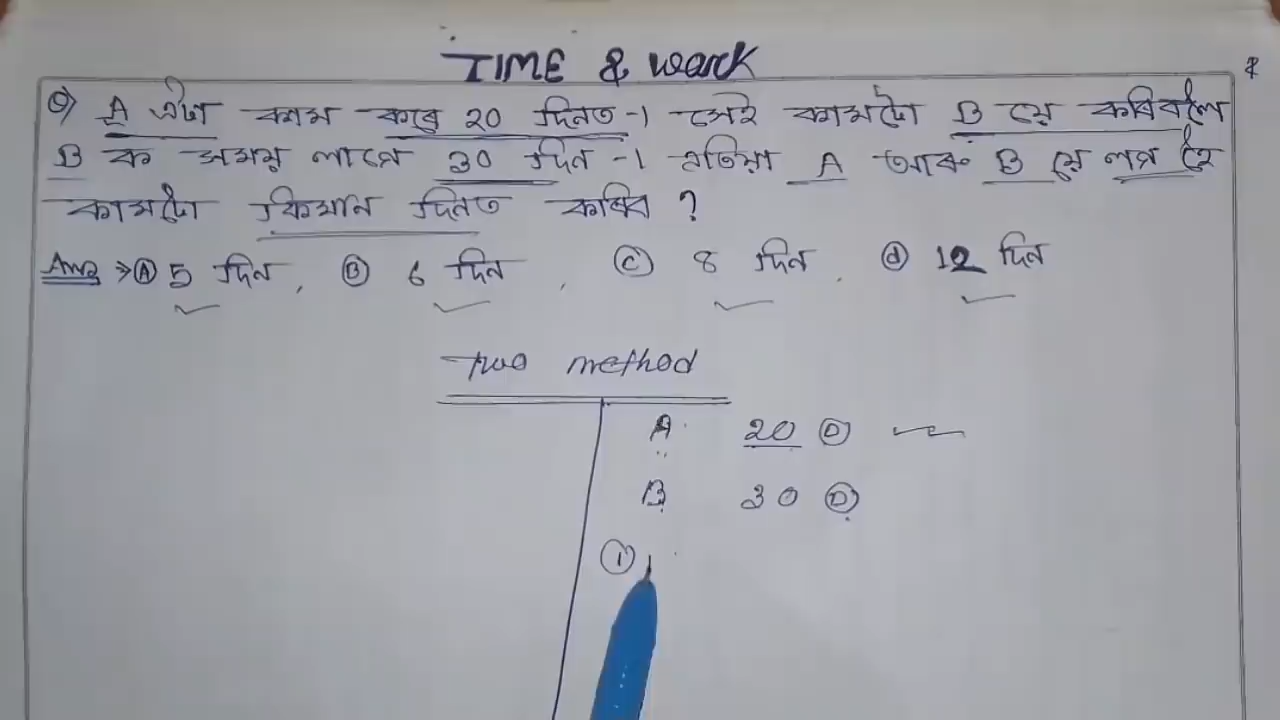 TIME & Work
Q) A এটা কাম কৰে 20 দিনত । সেই কামটো B য়ে কৰিবলৈ
B ক সময় লাগে 30 দিন । এতিয়া A আৰু B য়ে লগ হৈ
কামটো কিমান দিনত কৰিব ?
Ans ⇒ (A) 5 দিন, (B) 6 দিন, (C) 8 দিন, (d) 12 দিন
Two method
A 20 (D)
B 30 (D)
(1)